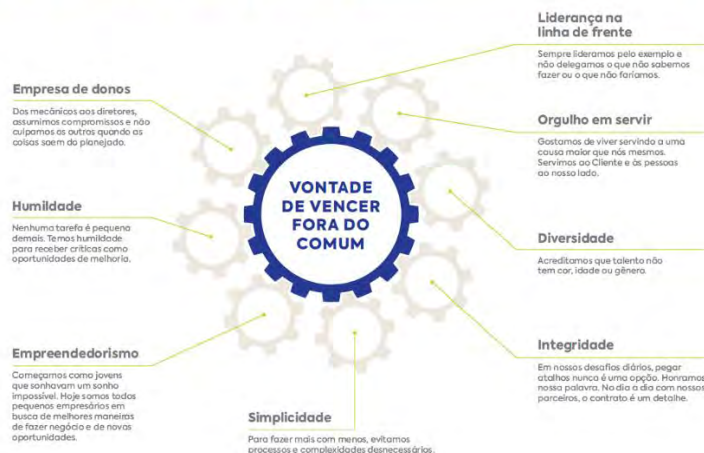 Liderança na
linha de frente
Sempre lideramos pelo exemplo e
não delegamos o que não sabemos
fazer ou o que não faríamos.
Empresa de donos
Dos mecânicos aos diretores,
assumimos compromissos e não
culpamos os outros quando as
coisas saem do planejado.
Orgulho em servir
Gostamos de viver servindo a uma
causa maior que nós mesmos.
Servimos ao Cliente e às pessoas
ao nosso lado.
VONTADE
DE VENCER
FORA DO
COMUM
Humildade
Nenhuma tarefa é pequena
demais. Temos humildade
para receber críticas como
oportunidades de melhoria.
Diversidade
Acreditamos que talento não
tem cor, idade ou gênero.
Empreendedorismo
Começamos como jovens
que sonhavam um sonho
impossível. Hoje somos todos
pequenos empresários em
busca de melhores maneiras
de fazer negócio e de novas
oportunidades.
Integridade
Em nossos desafios diários, pegar
atalhos nunca é uma opção. Honramos
nossa palavra. No dia a dia com nossos
parceiros, o contrato é um detalhe.
Simplicidade
Para fazer mais com menos, evitamos
processos e complexidades desnecessários.